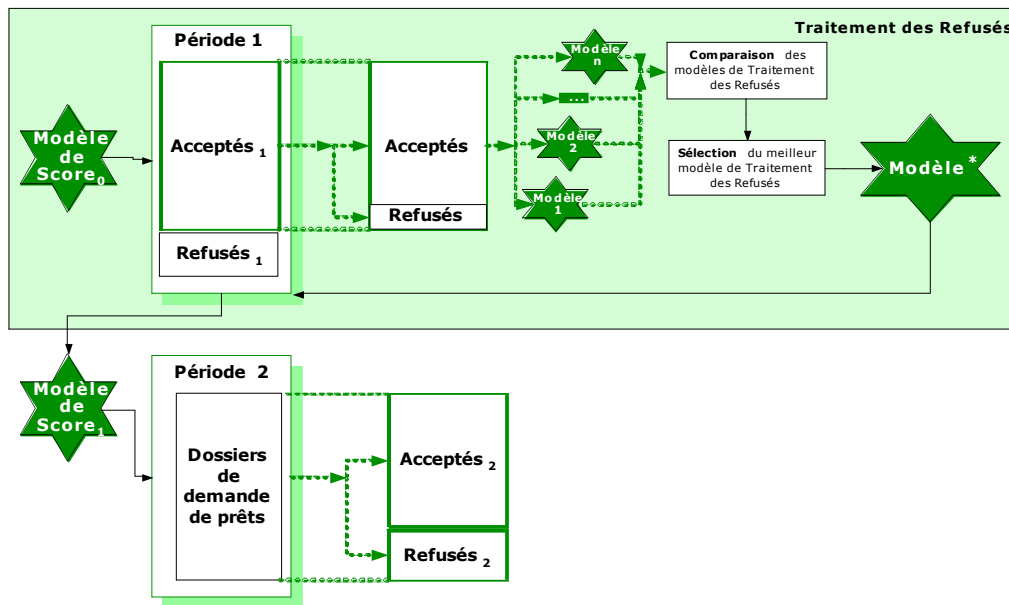 Traitement des Refusés
Période 1
Modèle
de
Score0
Acceptés 1
Refusés 1
Acceptés
Refusés
Modèle
n
...
Modèle
2
Modèle
1
Comparaison des
modèles de Traitement
des Refusés
Sélection du meilleur
modèle de Traitement
des Refusés
Modèle *
Modèle
de
Score1
Période 2
Dossiers
de
demande
de prêts
Acceptés 2
Refusés 2